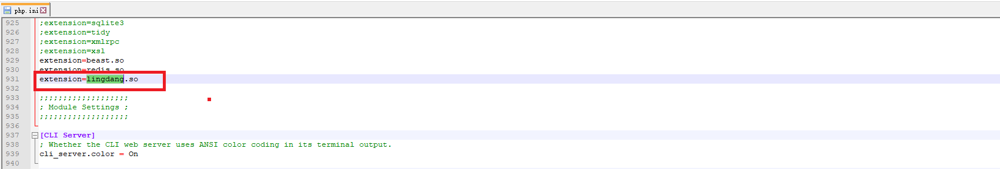 php.ini
925 ;extension=sqlite3
926 ;extension=tidy
927 ;extension=xmlrpc
928 ;extension=xsl
929 extension=beast.so
930 extension=redis.so
931 extension=lingdang.so
932
933 ;;;;;;;;;;;;;;;;;;;
934 ; Module Settings ;
935 ;;;;;;;;;;;;;;;;;;;
936
937 [CLI Server]
938 ; Whether the CLI web server uses ANSI color coding in its terminal output.
939 cli_server.color = On
940